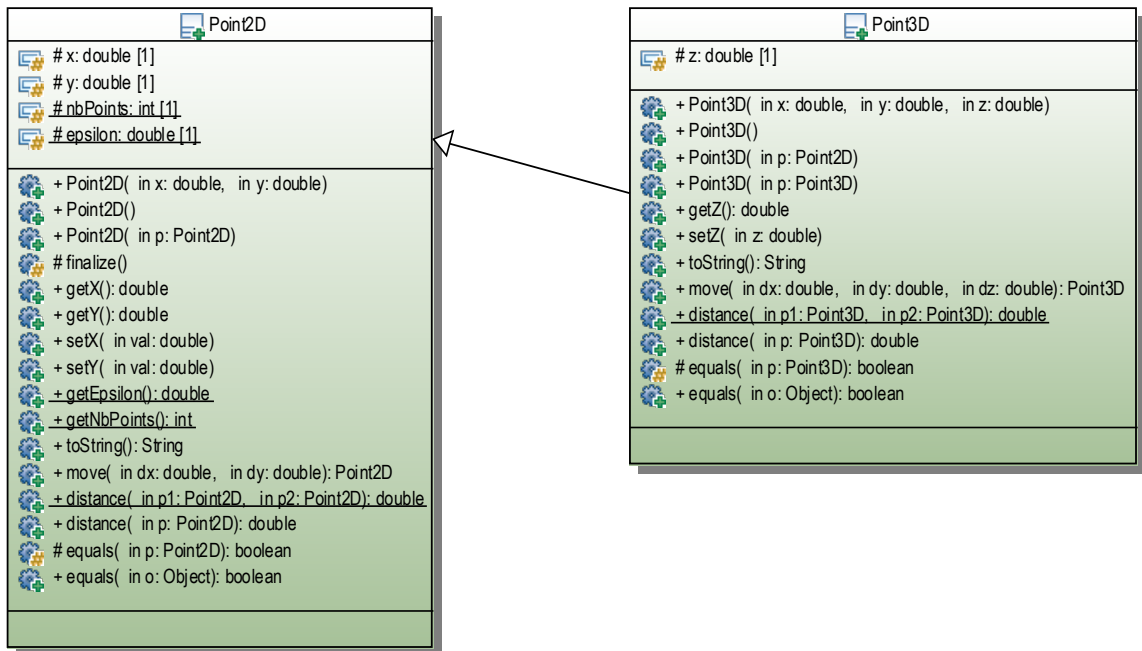 Point2D
# x: double [1]
# y: double [1]
# nbPoints: int [1]
# epsilon: double [1]
+ Point2D( in x: double, in y: double)
+ Point2D()
+ Point2D( in p: Point2D)
# finalize()
+ getX(): double
+ getY(): double
+ setX( in val: double)
+ setY( in val: double)
+ getEpsilon(): double
+ getNbPoints(): int
+ toString(): String
+ move( in dx: double, in dy: double): Point2D
+ distance( in p1: Point2D, in p2: Point2D): double
+ distance( in p: Point2D): double
# equals( in p: Point2D): boolean
+ equals( in o: Object): boolean
Point3D
# z: double [1]
+ Point3D( in x: double, in y: double, in z: double)
+ Point3D()
+ Point3D( in p: Point2D)
+ Point3D( in p: Point3D)
+ getZ(): double
+ setZ( in z: double)
+ toString(): String
+ move( in dx: double, in dy: double, in dz: double): Point3D
+ distance( in p1: Point3D, in p2: Point3D): double
+ distance( in p: Point3D): double
# equals( in p: Point3D): boolean
+ equals( in o: Object): boolean